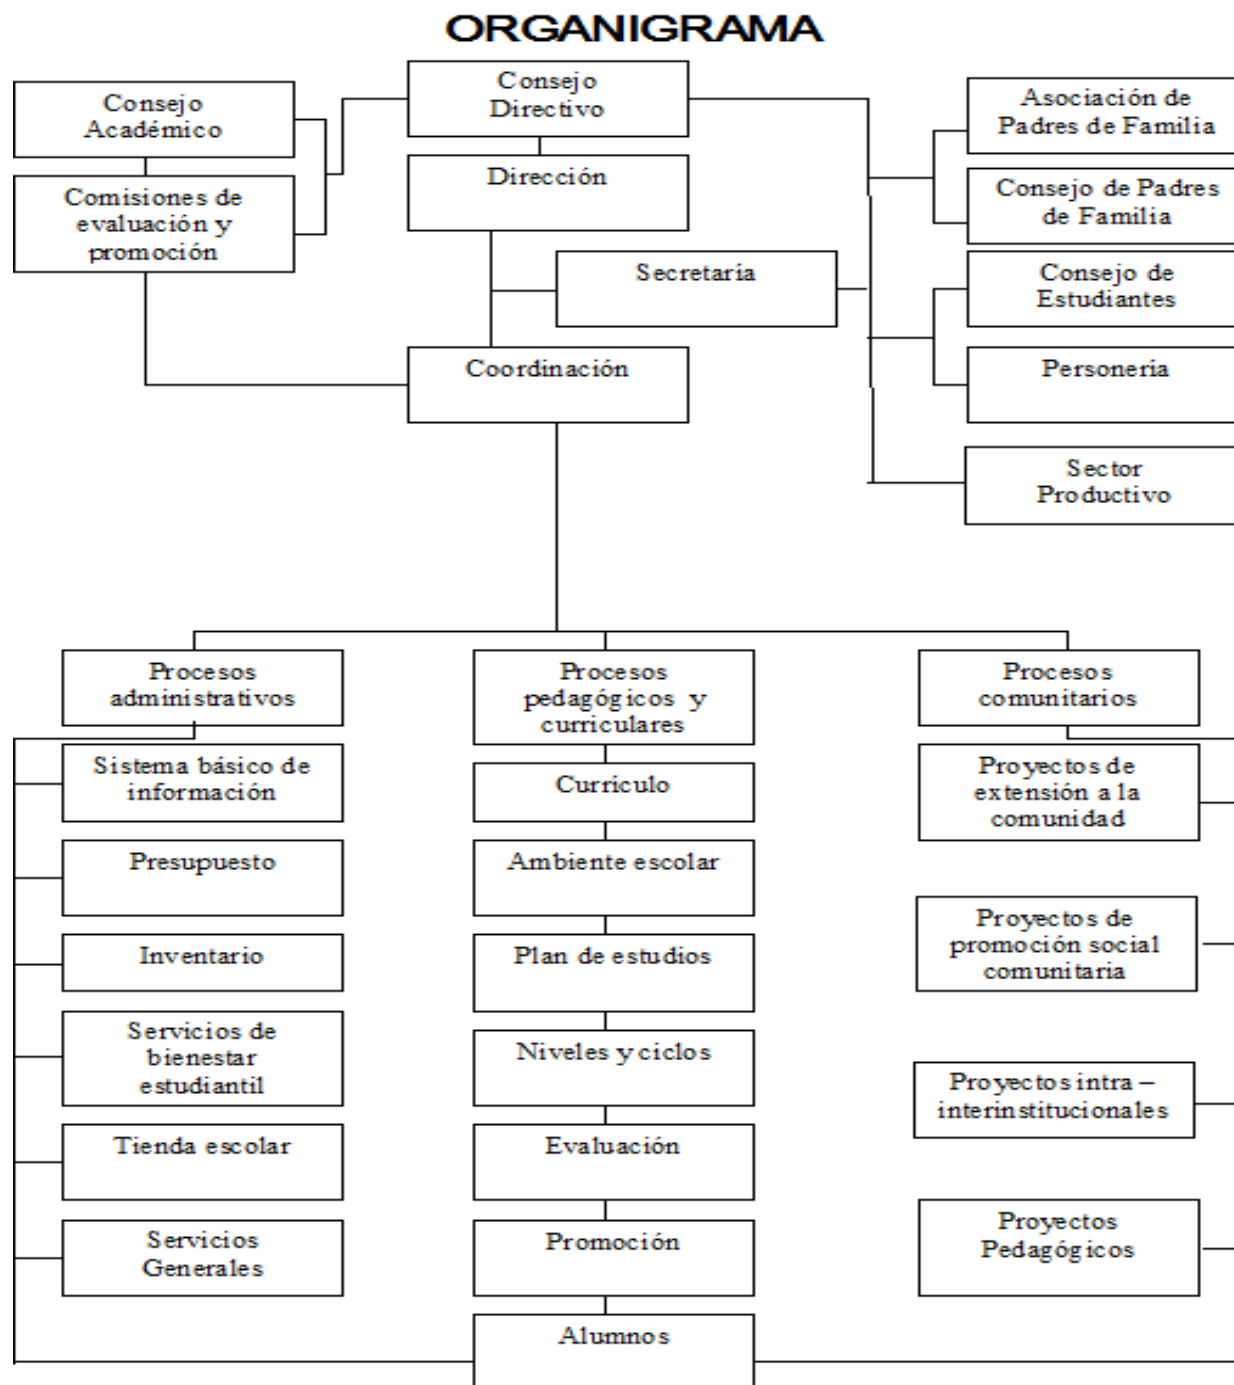 ORGANIGRAMA
Consejo
Académico
Consejo
Directivo
Asociación de
Padres de Familia
Comisiones de
evaluación y
promoción
Dirección
Consejo de Padres
de Familia
Secretaria
Consejo de
Estudiantes
Coordinación
Personeria
Sector
Productivo
Procesos
administrativos
Procesos
pedagógicos y
curriculares
Procesos
comunitarios
Sistema básico de
información
Curriculo
Proyectos de
extensión a la
comunidad
Presupuesto
Ambiente escolar
Proyectos de
promoción social
comunitaria
Inventario
Plan de estudios
Servicios de
bienestar
estudiantil
Niveles y ciclos
Proyectos intra –
interinstitucionales
Tienda escolar
Evaluación
Proyectos
Pedagógicos
Servicios
Generales
Promoción
Alumnos